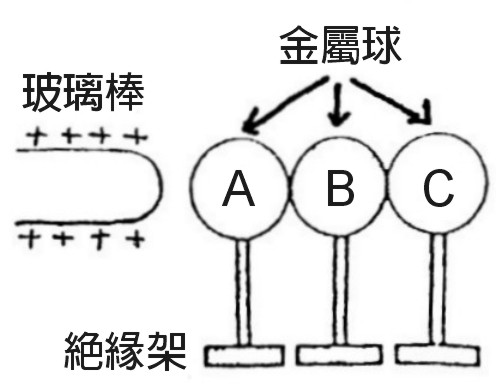 金屬球
玻璃棒
+ + + +
A B C
+ + + +
絕緣架